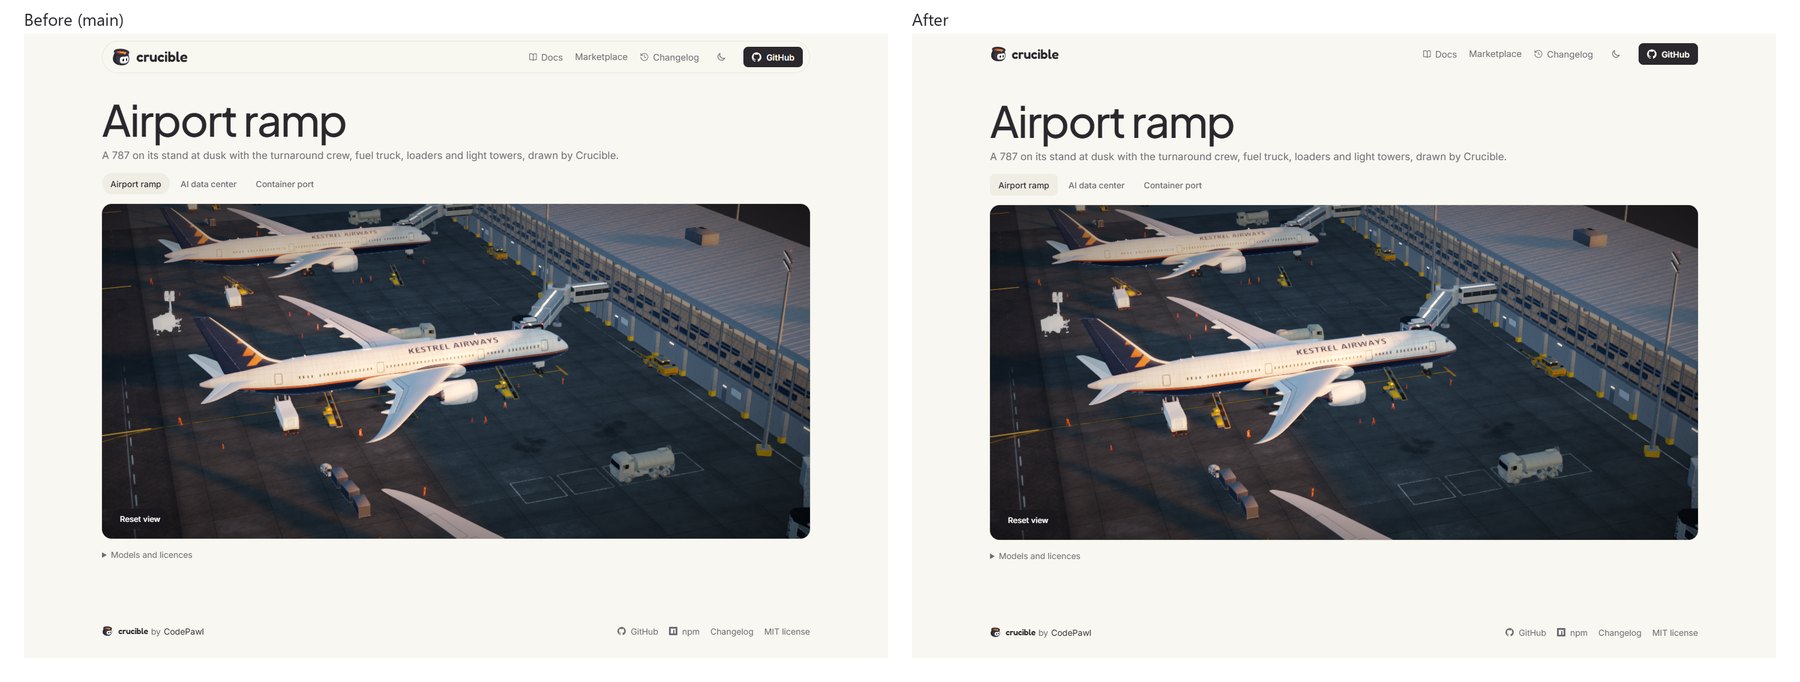 Before (main)
crucible
Docs Marketplace Changelog GitHub
Airport ramp
A 787 on its stand at dusk with the turnaround crew, fuel truck, loaders and light towers, drawn by Crucible.
Airport ramp AI data center Container port
KESTREL AIRWAYS
KESTREL AIRWAYS
Reset view
Models and licences
crucible by CodePawl
GitHub npm Changelog MIT license
After
crucible
Docs Marketplace Changelog GitHub
Airport ramp
A 787 on its stand at dusk with the turnaround crew, fuel truck, loaders and light towers, drawn by Crucible.
Airport ramp AI data center Container port
KESTREL AIRWAYS
KESTREL AIRWAYS
Reset view
Models and licences
crucible by CodePawl
GitHub npm Changelog MIT license